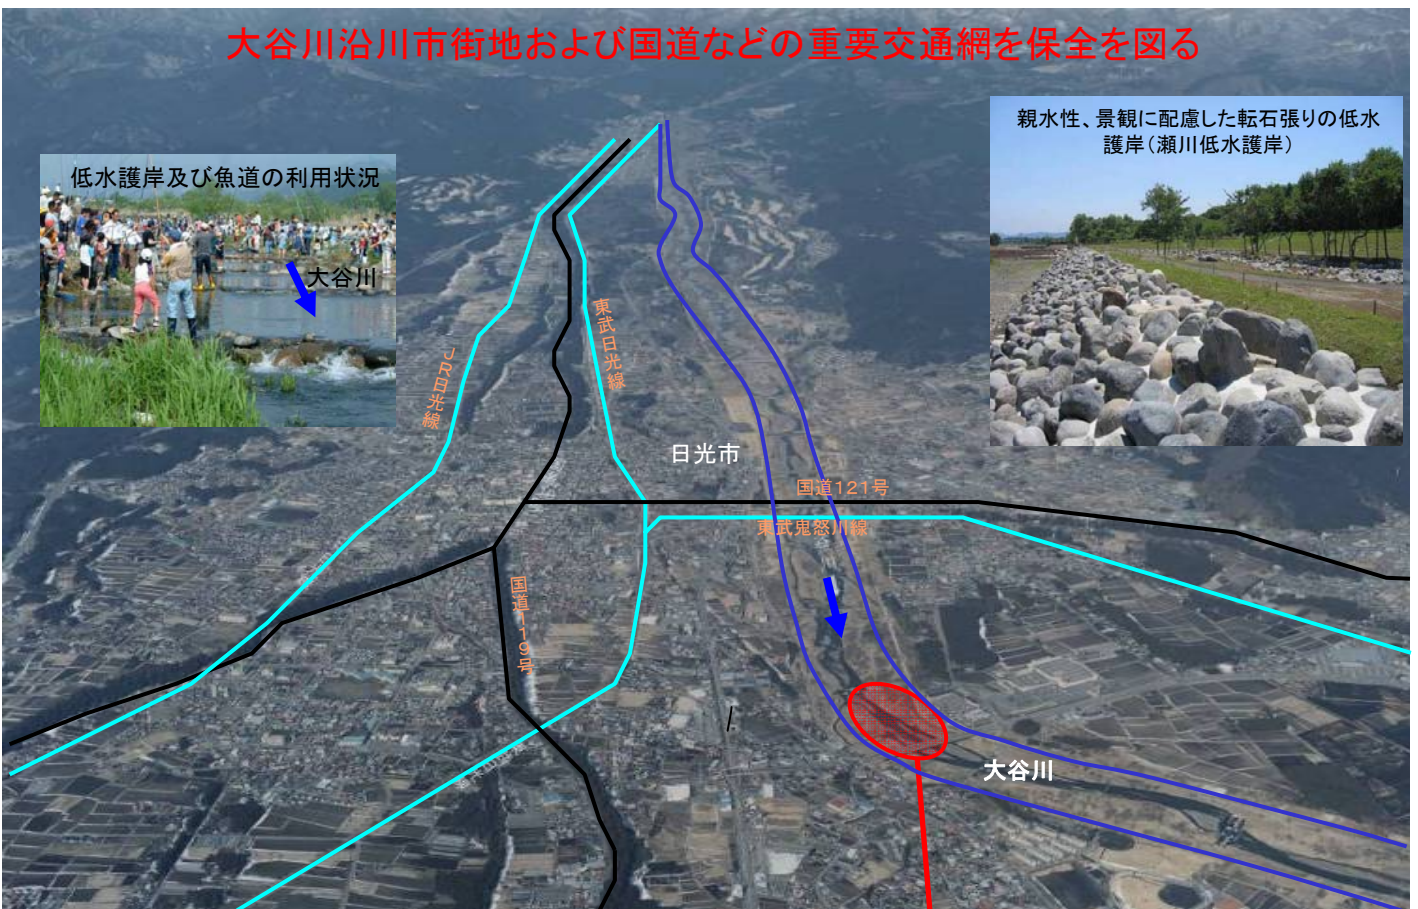 大谷川沿川市街地および国道などの重要交通網を保全を図る
低水護岸及び魚道の利用状況
大谷川
親水性、景観に配慮した転石張りの低水
護岸(瀬川低水護岸)
JR日光線
東武日光線
日光市
国道121号
東武鬼怒川線
国道119号
大谷川